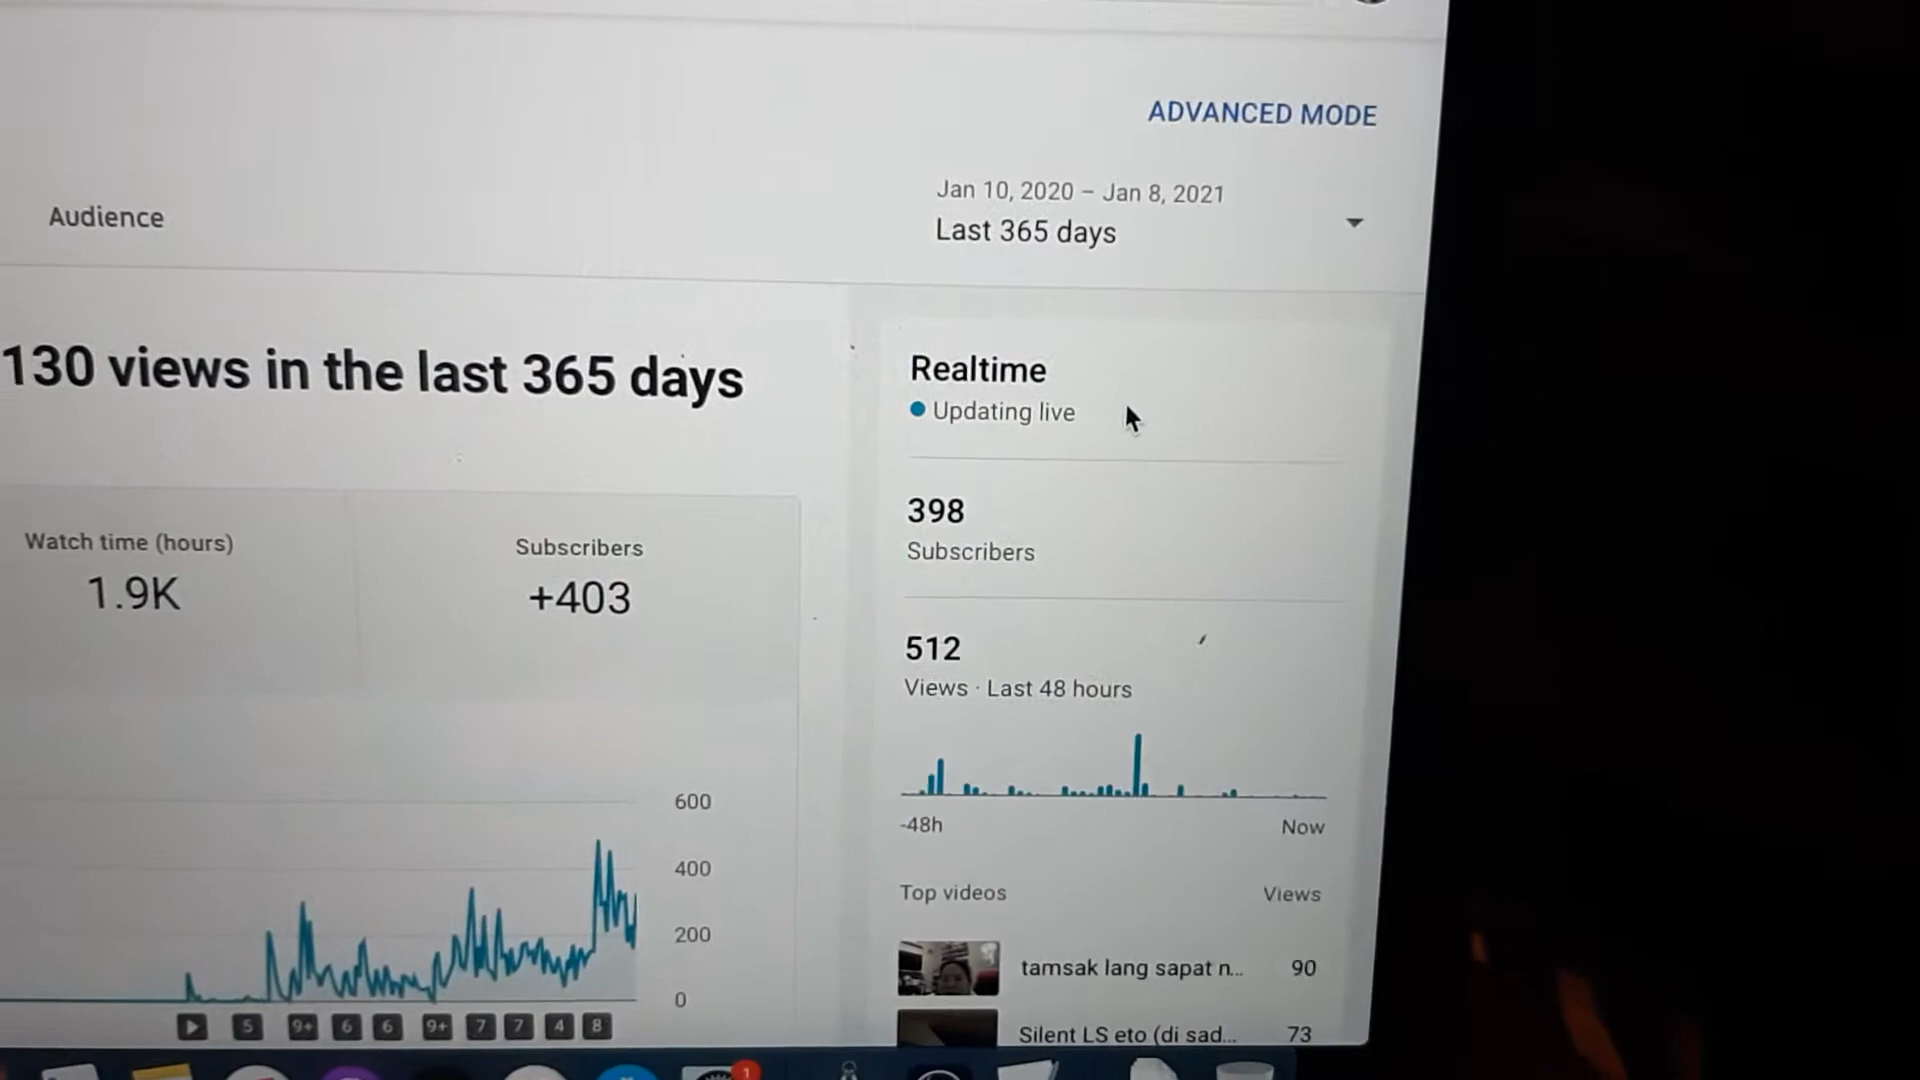 ADVANCED MODE
Audience
Jan 10, 2020 – Jan 8, 2021
Last 365 days
130 views in the last 365 days
Watch time (hours)
1.9K
Subscribers
+403
600
400
200
0
5
9+
6
6
9+
7
7
4
8
Realtime
Updating live
398
Subscribers
512
Views · Last 48 hours
-48h
Now
Top videos
Views
tamsak lang sapat n...
90
Silent LS eto (di sad...
73
1